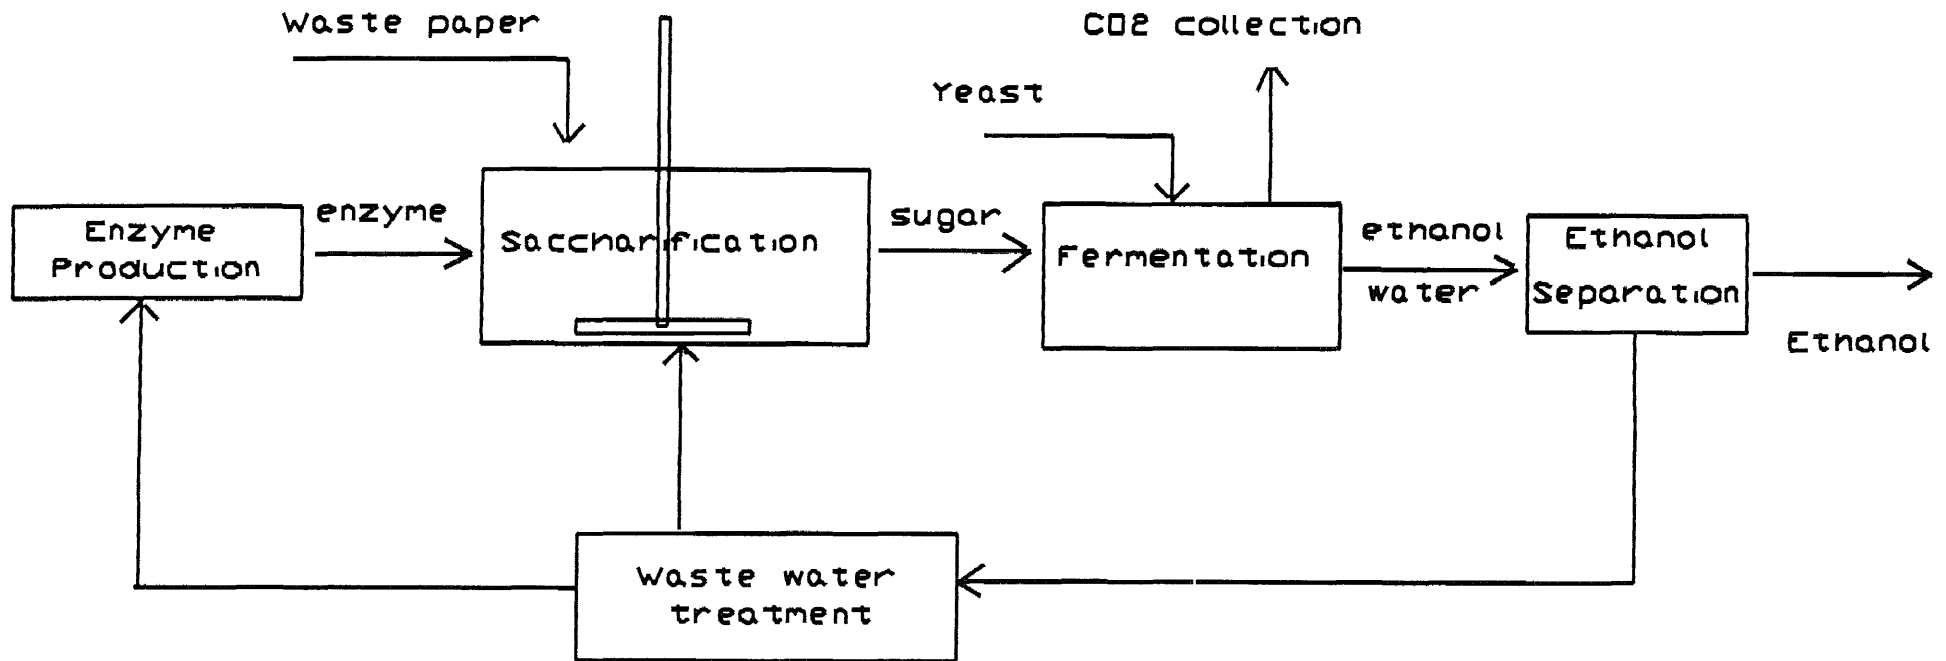 Waste paper
CO2 collection
Yeast
enzyme
sugar
ethanol
water
Enzyme
Production
Saccharification
Fermentation
Ethanol
Separation
Ethanol
Waste water
treatment